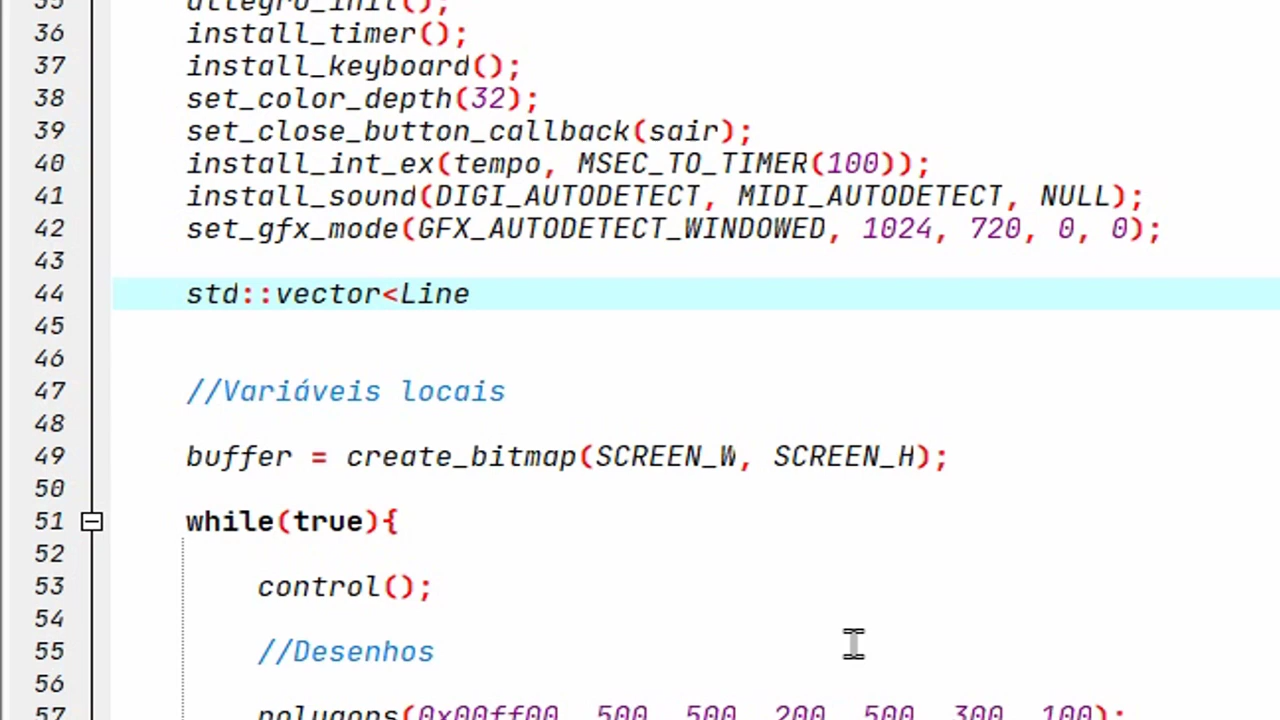 35 allegro_init();
36 install_timer();
37 install_keyboard();
38 set_color_depth(32);
39 set_close_button_callback(sair);
40 install_int_ex(tempo, MSEC_TO_TIMER(100));
41 install_sound(DIGI_AUTODETECT, MIDI_AUTODETECT, NULL);
42 set_gfx_mode(GFX_AUTODETECT_WINDOWED, 1024, 720, 0, 0);
43
44 std::vector<Line
45
46
47 //Variáveis locais
48
49 buffer = create_bitmap(SCREEN_W, SCREEN_H);
50
51 while(true){
52
53 control();
54
55 //Desenhos
56
57 polygons(0x00ff00, 500, 500, 200, 500, 300, 100);